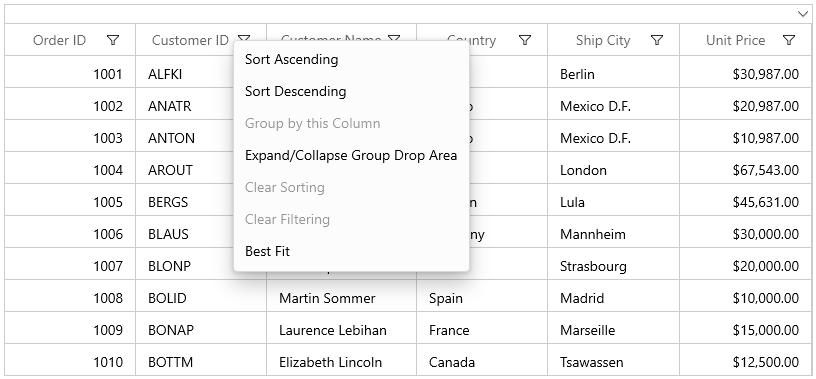 Order ID Customer ID Customer Name Country Ship City Unit Price
1001 ALFKI Berlin $30,987.00
1002 ANATR Mexico D.F. $20,987.00
1003 ANTON Mexico D.F. $10,987.00
1004 AROUT London $67,543.00
1005 BERGS Lula $45,631.00
1006 BLAUS Mannheim $30,000.00
1007 BLONP Strasbourg $20,000.00
1008 BOLID Martin Sommer Spain Madrid $10,000.00
1009 BONAP Laurence Lebihan France Marseille $15,000.00
1010 BOTTM Elizabeth Lincoln Canada Tsawassen $12,500.00
Sort Ascending
Sort Descending
Group by this Column
Expand/Collapse Group Drop Area
Clear Sorting
Clear Filtering
Best Fit